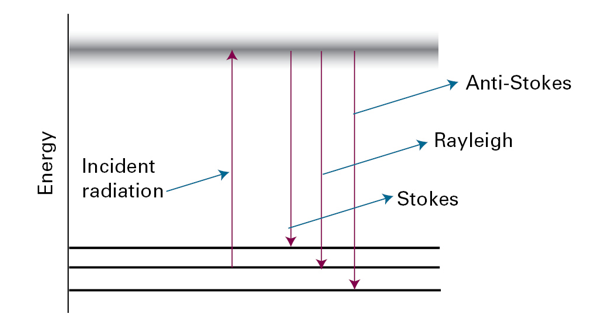 Energy
Incident
radiation
Anti-Stokes
Rayleigh
Stokes